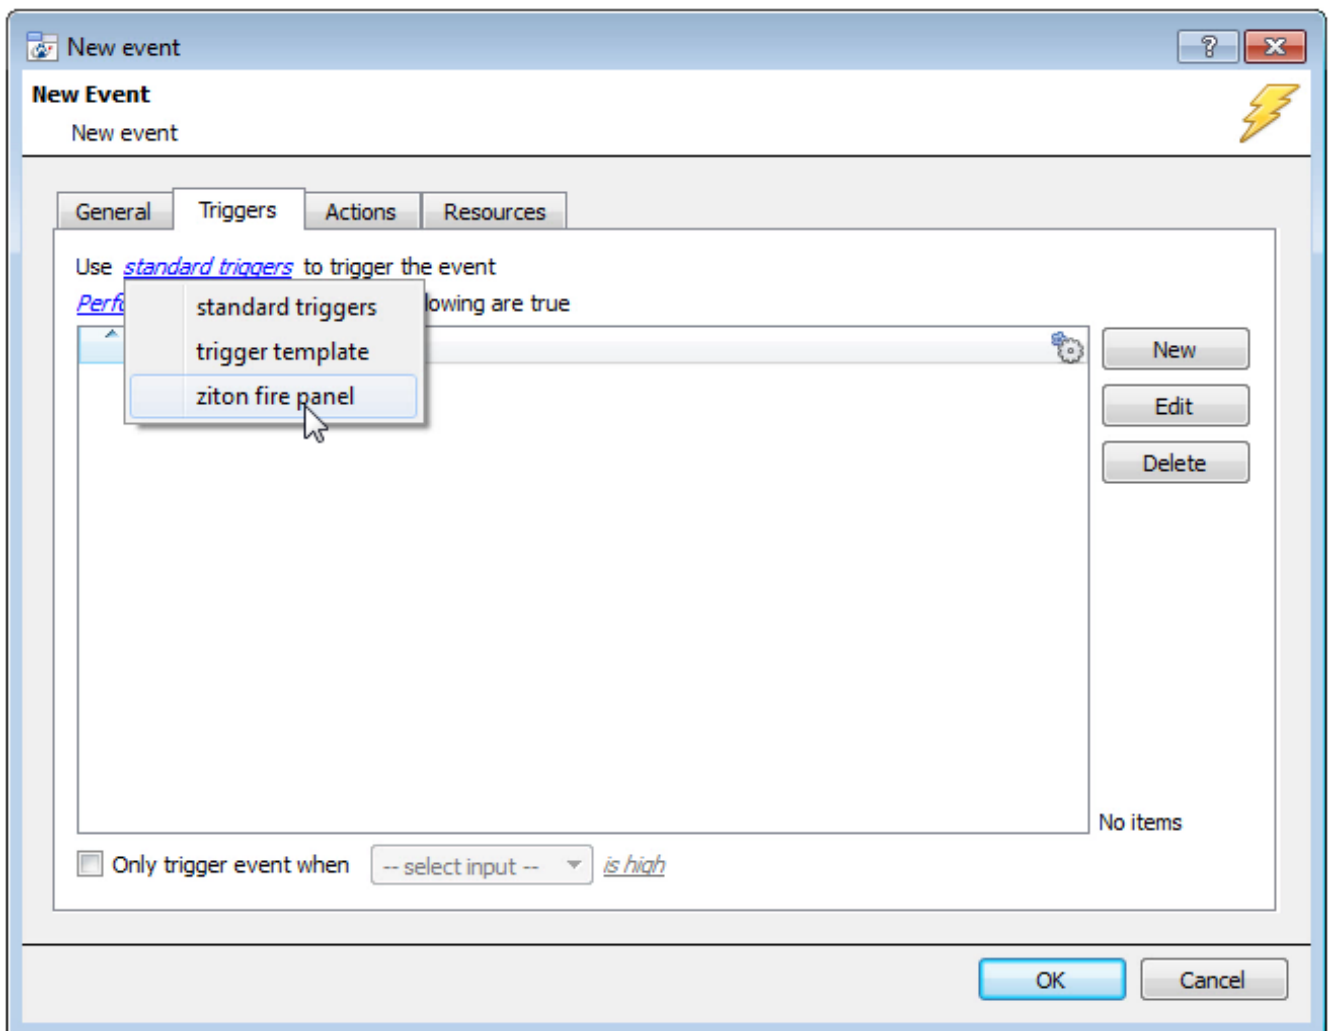 New event
New Event
New event
General Triggers Actions Resources
Use standard triggers to trigger the event
lowing are true
standard triggers
trigger template
ziton fire panel
New
Edit
Delete
No items
Only trigger event when -- select input -- is high
OK Cancel